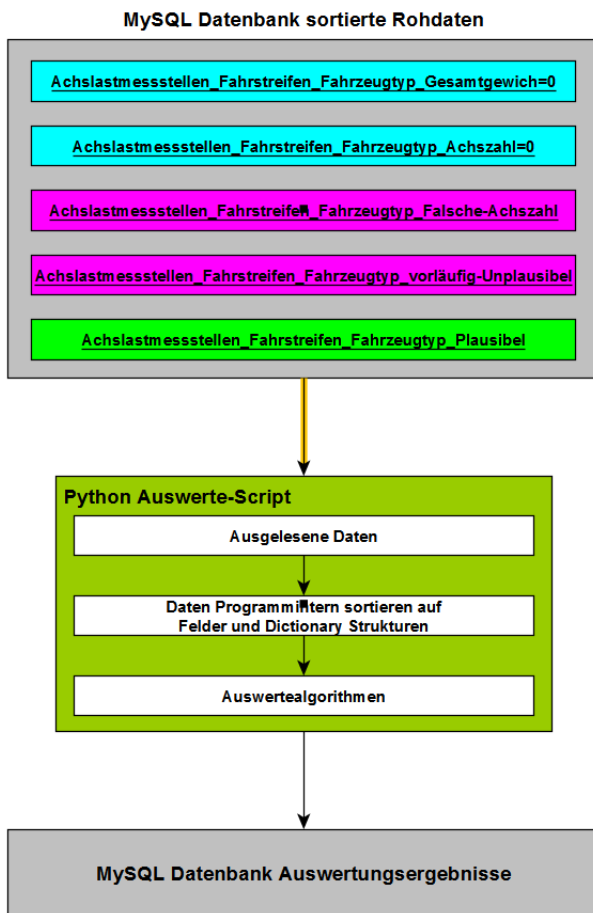 MySQL Datenbank sortierte Rohdaten
Achslastmessstellen_Fahrstreifen_Fahrzeugtyp_Gesamtgewich=0
Achslastmessstellen_Fahrstreifen_Fahrzeugtyp_Achszahl=0
Achslastmessstellen_Fahrstreifen_Fahrzeugtyp_Falsche-Achszahl
Achslastmessstellen_Fahrstreifen_Fahrzeugtyp_vorläufig-Unplausibel
Achslastmessstellen_Fahrstreifen_Fahrzeugtyp_Plausibel
Python Auswerte-Script
Ausgelesene Daten
Daten Programmintern sortieren auf
Felder und Dictionary Strukturen
Auswertealgorithmen
MySQL Datenbank Auswertungsergebnisse